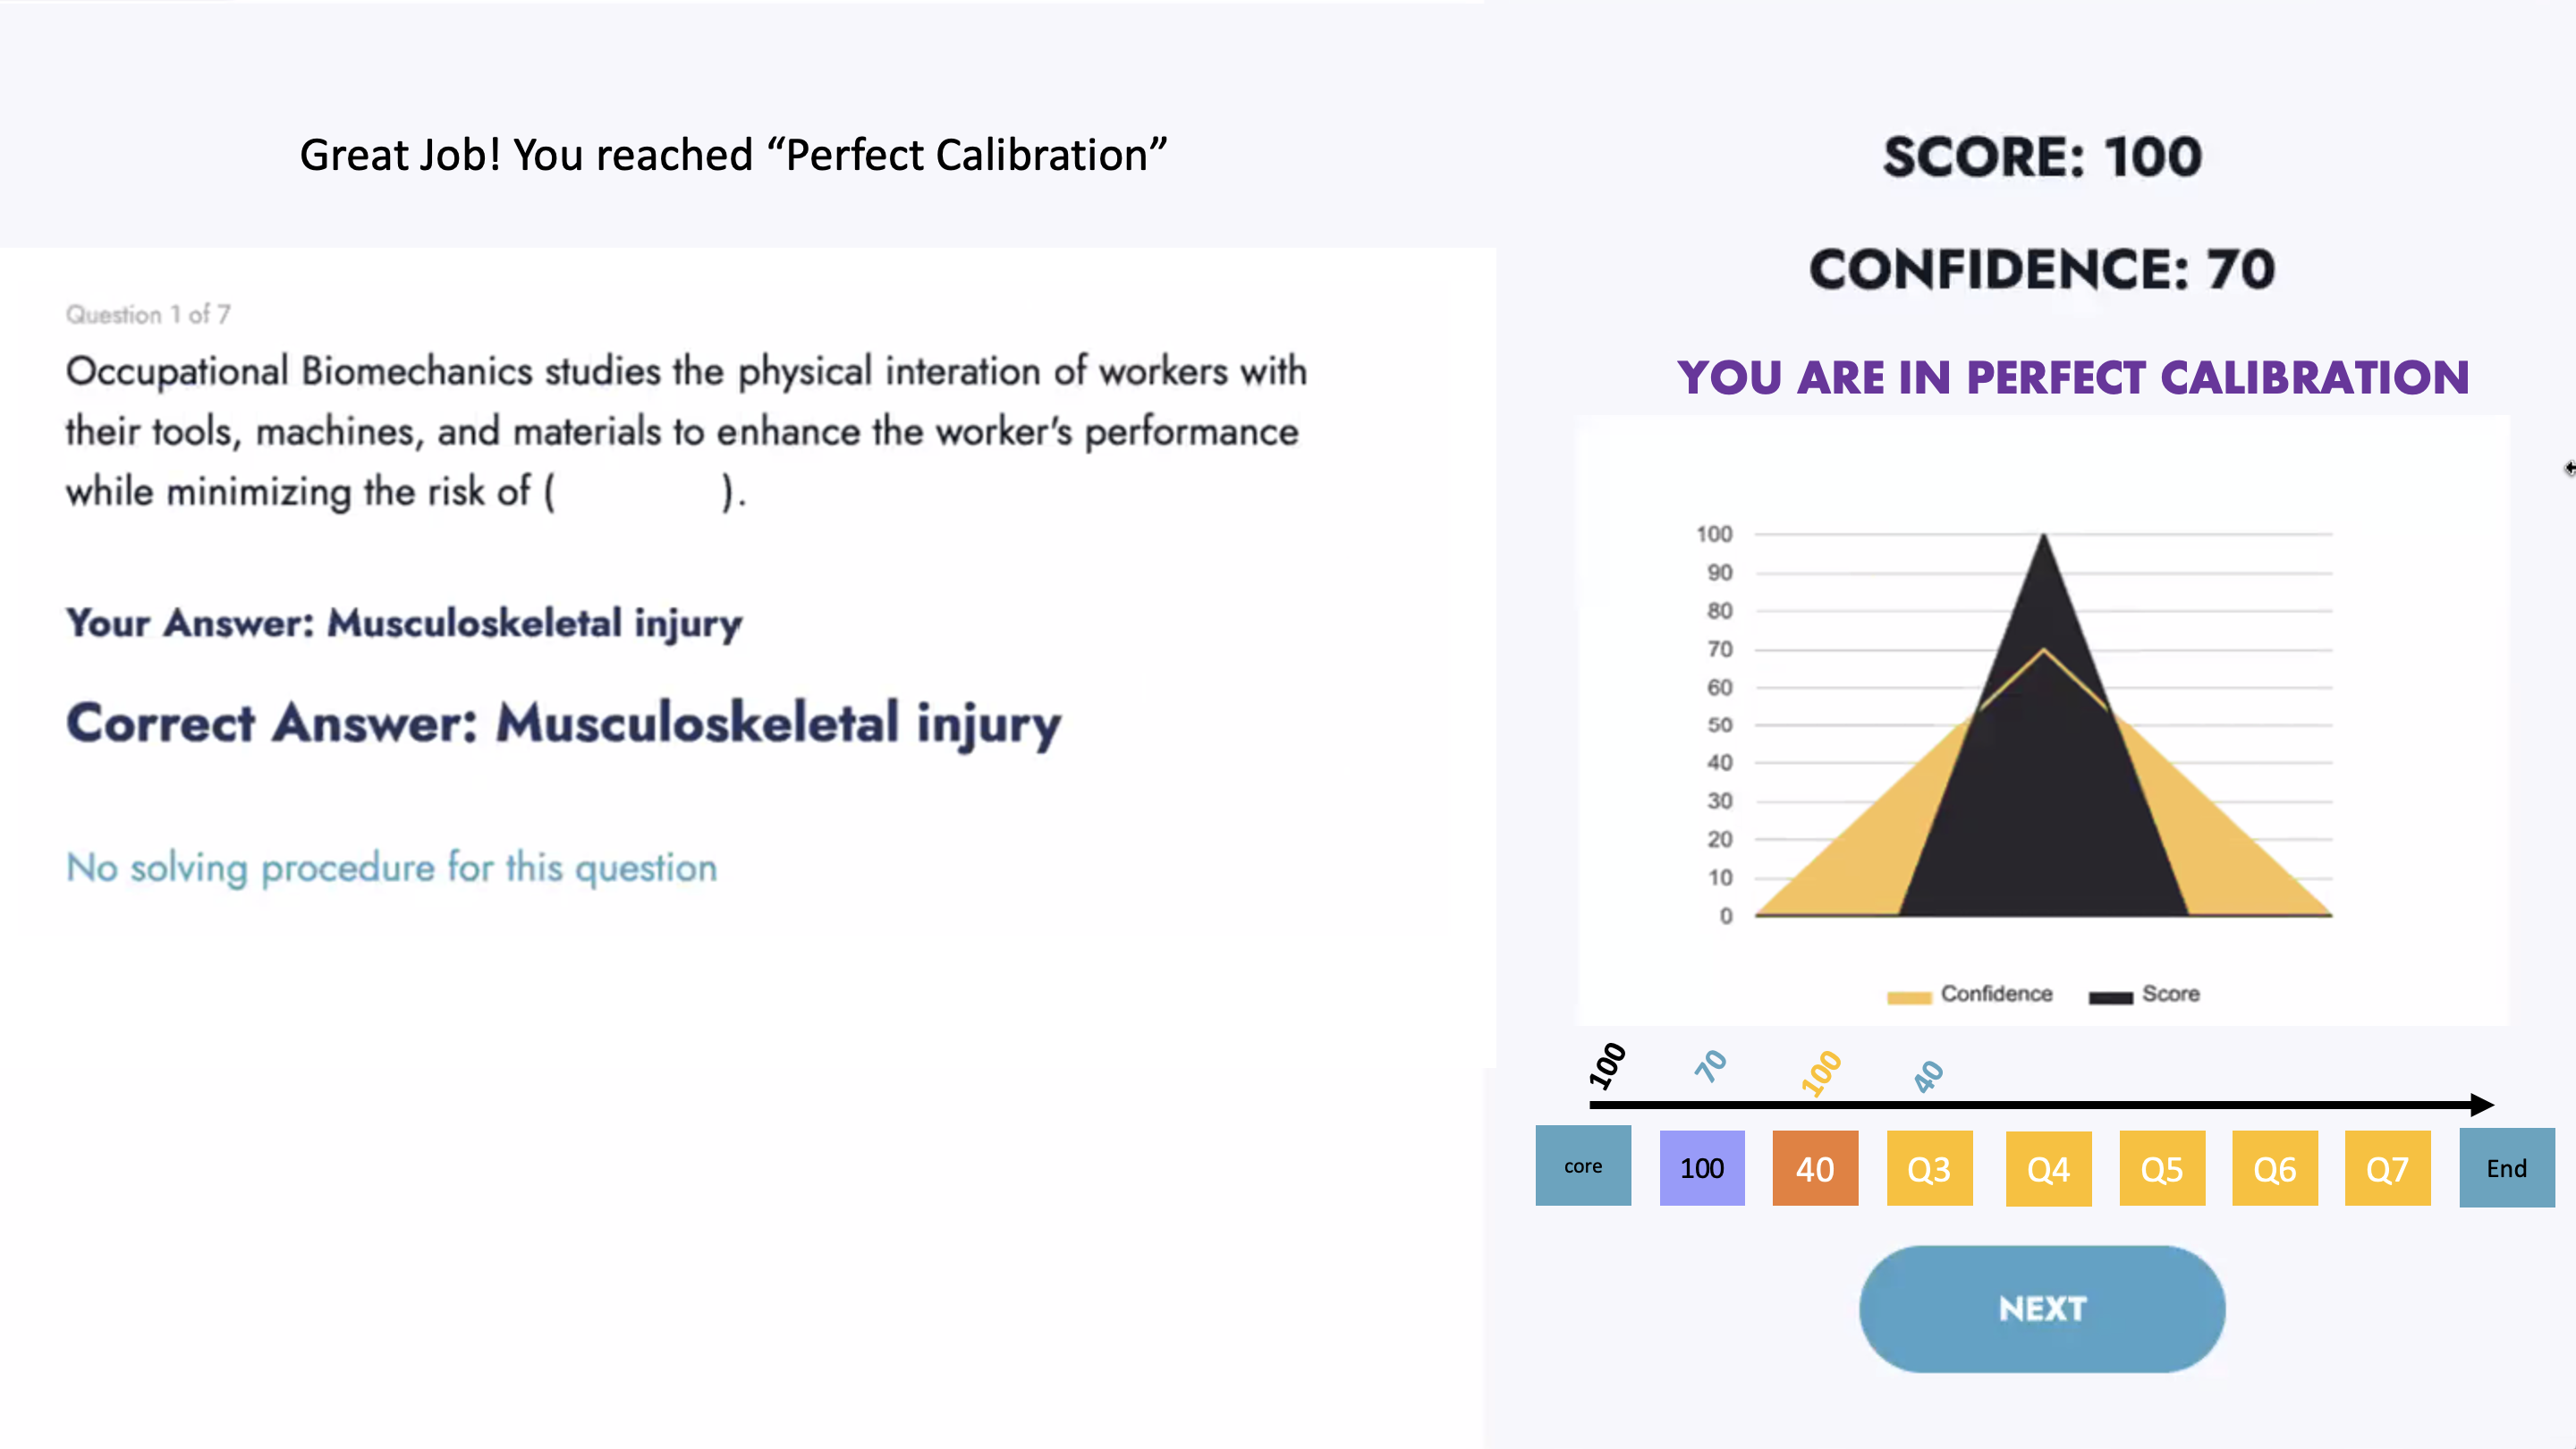 Great Job! You reached “Perfect Calibration”
Question 1 of 7
Occupational Biomechanics studies the physical interation of workers with
their tools, machines, and materials to enhance the worker's performance
while minimizing the risk of ( ).
Your Answer: Musculoskeletal injury
Correct Answer: Musculoskeletal injury
No solving procedure for this question
SCORE: 100
CONFIDENCE: 70
YOU ARE IN PERFECT CALIBRATION
100
90
80
70
60
50
40
30
20
10
0
Confidence Score
100 70 100 40
core 100 40 Q3 Q4 Q5 Q6 Q7 End
NEXT